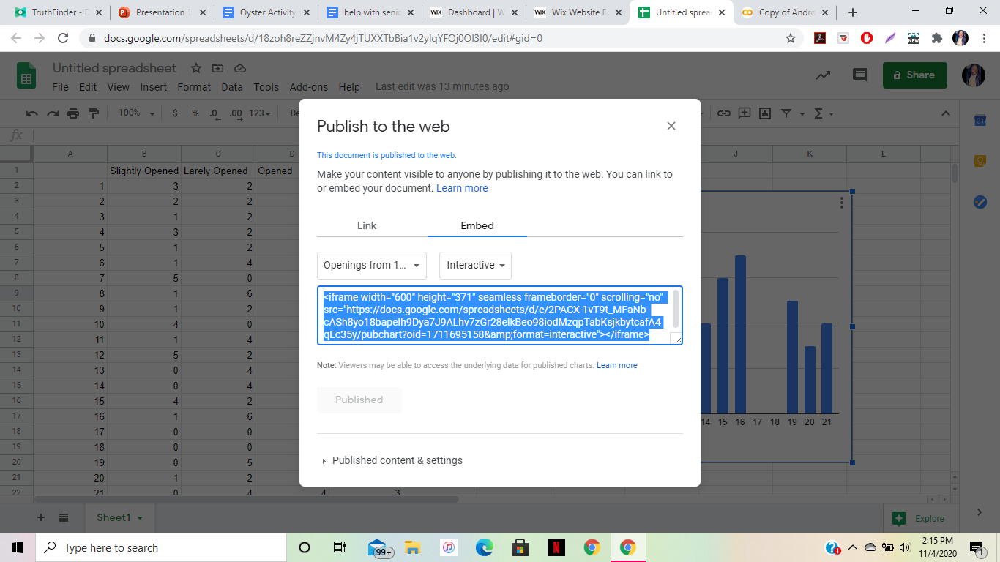 TruthFinder - D
Presentation 1
Oyster Activity
help with senio
WIX Dashboard | W
WIX Wix Website Ed
Untitled sprea
Copy of Andro
docs.google.com/spreadsheets/d/18zoh8reZZjnvM4Zy4jTUXXTbBia1v2yIqYFOj0OI3I0/edit#gid=0
NEW
Untitled spreadsheet
File Edit View Insert Format Data Tools Add-ons Help Last edit was 13 minutes ago
Share
100% $ % .0 .00 123 De
Σ
31
fx
A B C D J K L
1 Slightly Opened Larely Opened Opened
2 1 3 2
3 2 2 2
4 3 1 2
5 4 3 2
6 5 1 2
7 6 1 4
8 7 5 0
9 8 1 6
10 9 1 2
11 10 4 0
12 11 1 4
13 12 5 2
14 13 0 4
15 14 0 4
16 15 4 2
17 16 1 6
18 17 0 0
19 18 0 0
20 19 0 5
21 20 1 2
22 21 0 4 4 3
Publish to the web
This document is published to the web.
Make your content visible to anyone by publishing it to the web. You can link to
or embed your document. Learn more
Link Embed
Openings from 1...
Interactive
<iframe width="600" height="371" seamless frameborder="0" scrolling="no"
src="https://docs.google.com/spreadsheets/d/e/2PACX-1vT9t_MFaNb-
cASh8yo18bapeIh9Dya7J9ALhv7zGr28elkBeo98iodMzqpTabKsjkbytcafA4
qEc35y/pubchart?oid=1711695158&amp;format=interactive"></iframe>
Note: Viewers may be able to access the underlying data for published charts. Learn more
Published
Published content & settings
14 15 16 17 18 19 20 21
Sheet1
Explore
Type here to search
99+
N
2:15 PM
11/4/2020
1